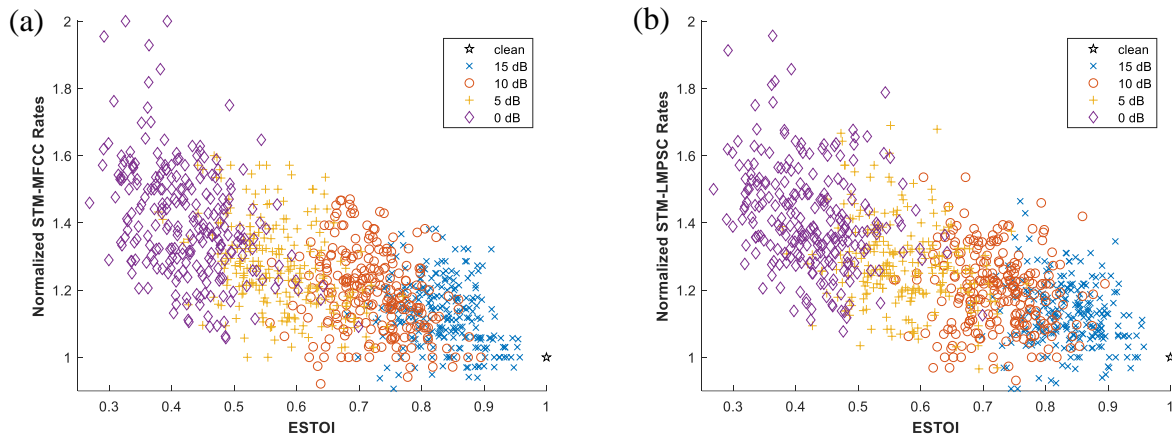 (a)
Normalized STM-MFCC Rates
2
1.8
1.6
1.4
1.2
1
clean
15 dB
10 dB
5 dB
0 dB
0.3 0.4 0.5 0.6 0.7 0.8 0.9 1
ESTOI
(b)
Normalized STM-LMPSC Rates
2
1.8
1.6
1.4
1.2
1
clean
15 dB
10 dB
5 dB
0 dB
0.3 0.4 0.5 0.6 0.7 0.8 0.9 1
ESTOI